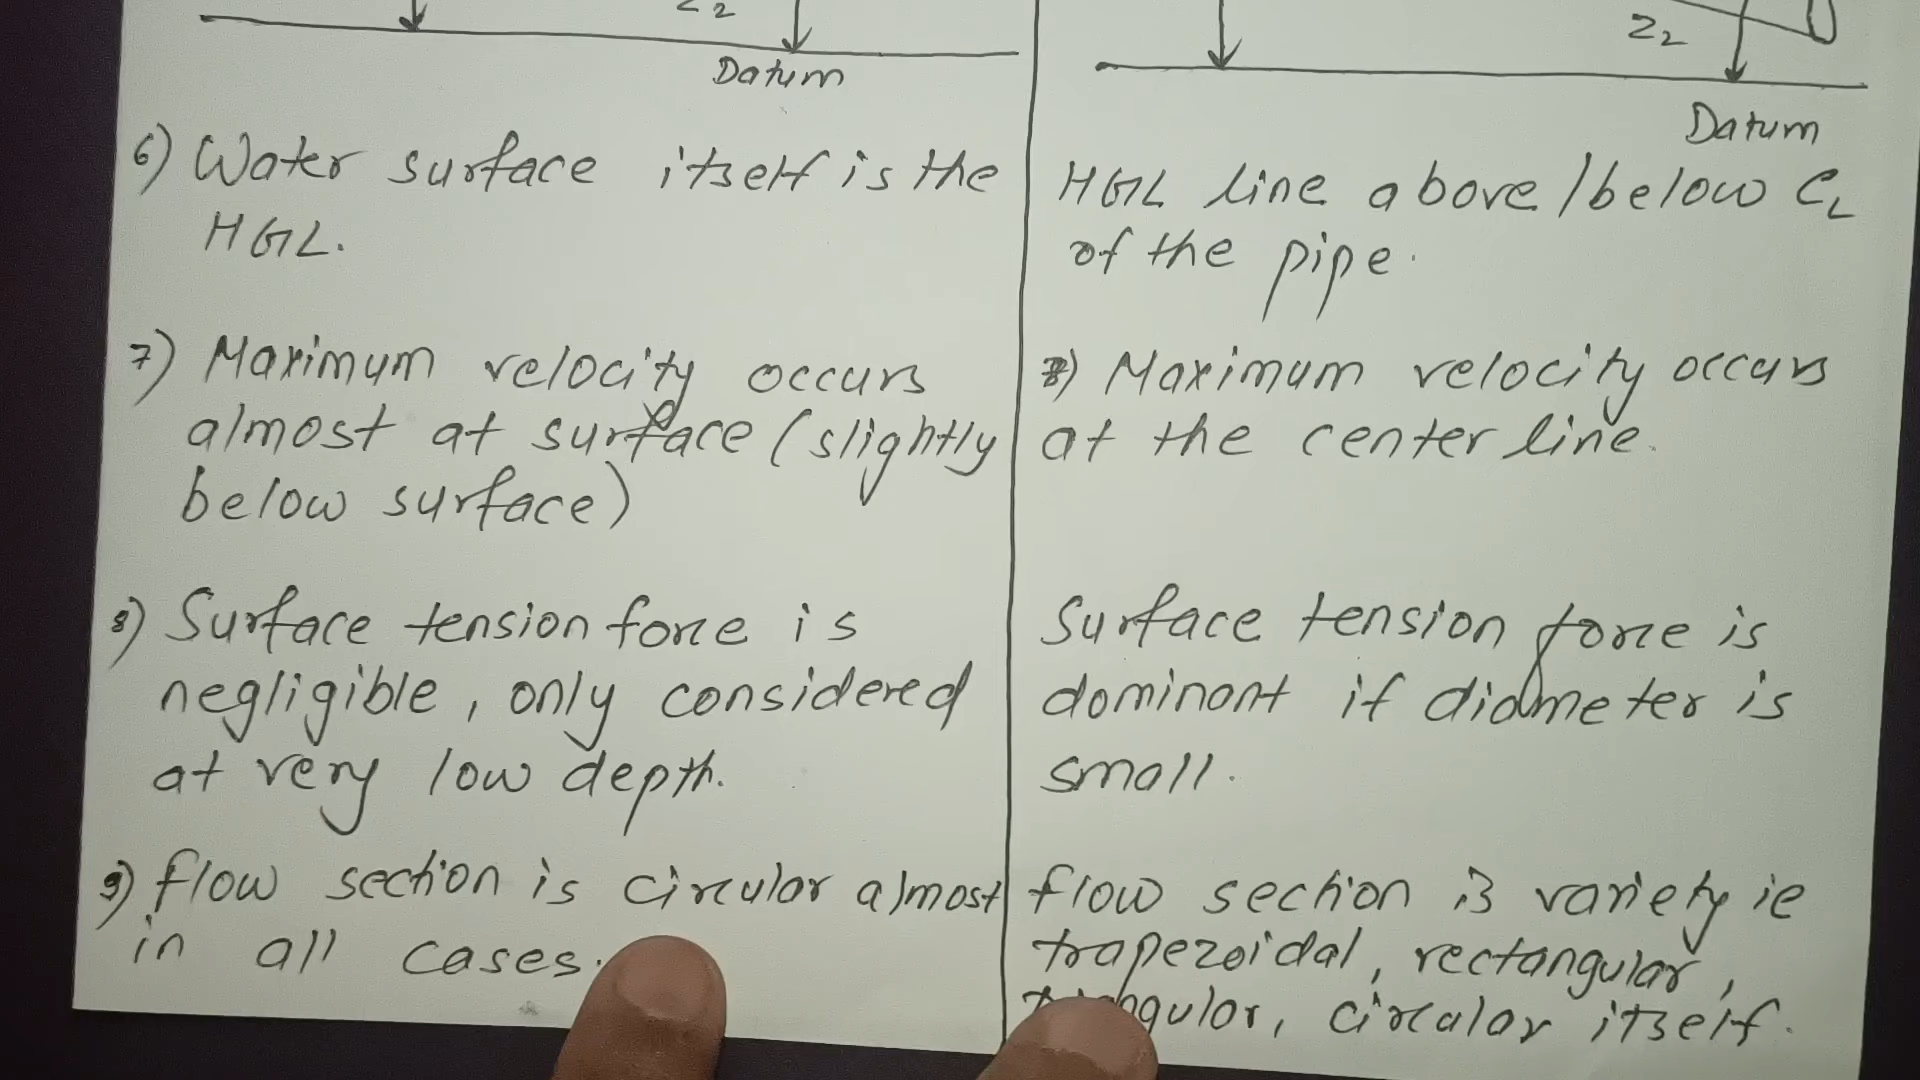 Z2
Datum
6) Water surface itself is the
HGL.
7) Maximum velocity occurs
almost at surface (slightly
below surface)
8) Surface tension force is
negligible, only considered
at very low depth.
9) flow section is circular almost
in all cases.
Z2
Datum
HGL line above/below CL
of the pipe.
8) Maximum velocity occurs
at the center line.
Surface tension force is
dominant if diameter is
small.
flow section is variety ie
trapezoidal, rectangular,
circular itself.